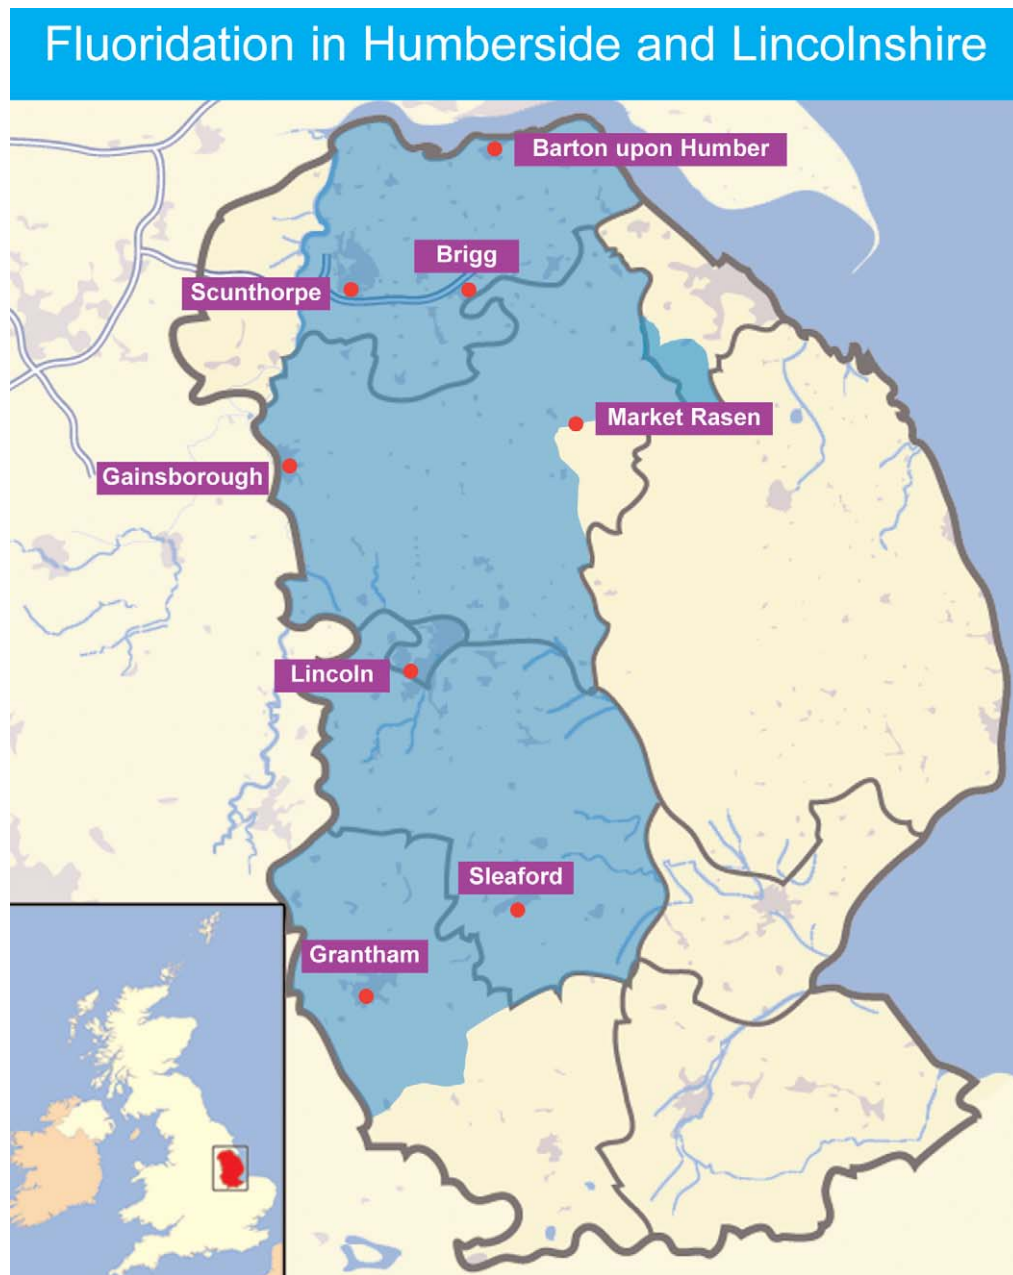 Fluoridation in Humberside and Lincolnshire
Barton upon Humber
Brigg
Scunthorpe
Market Rasen
Gainsborough
Lincoln
Sleaford
Grantham